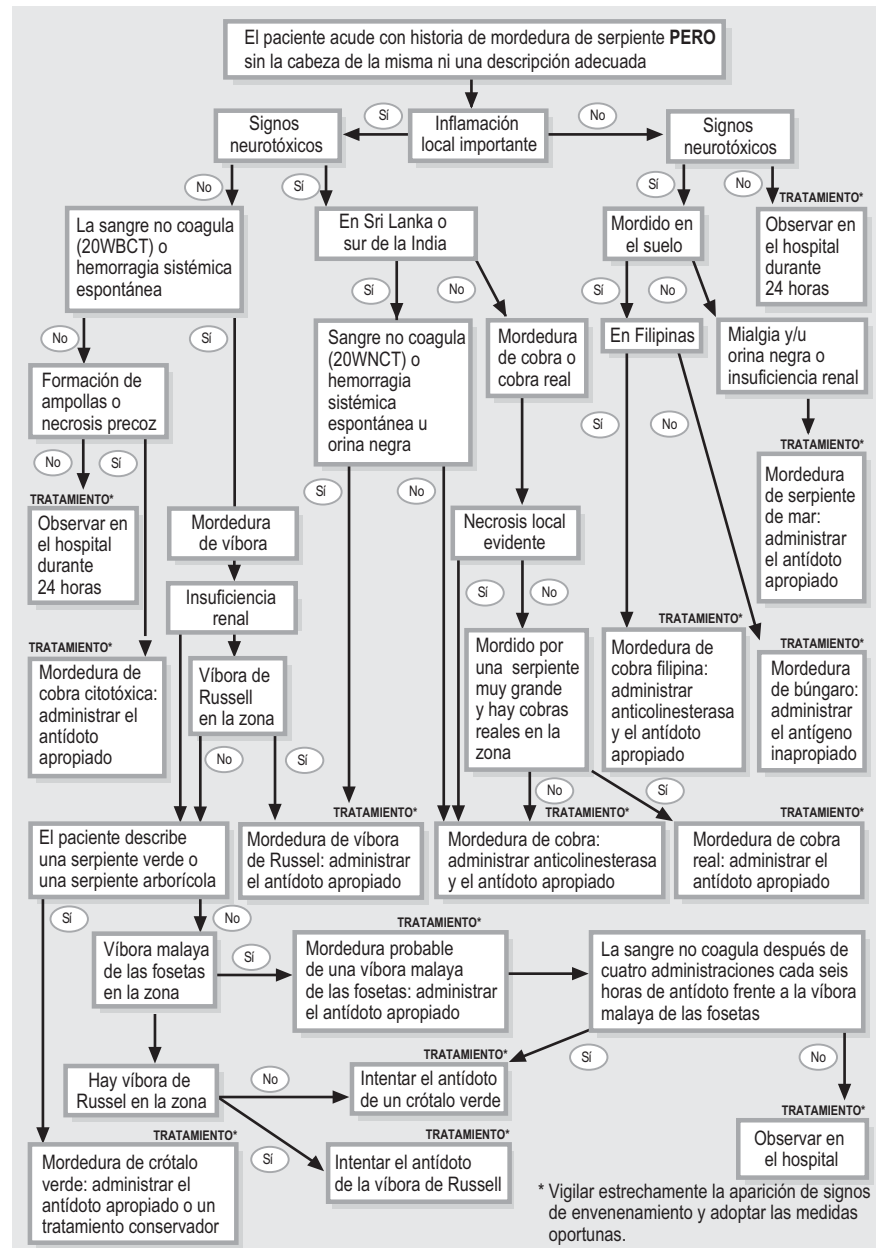 El paciente acude con historia de mordedura de serpiente PERO
sin la cabeza de la misma ni una descripción adecuada
Signos
neurotóxicos
Sí
Inflamación
local importante
No
Signos
neurotóxicos
No
Sí
Sí
No
TRATAMIENTO*
La sangre no coagula
(20WBCT) o
hemorragia sistémica
espontánea
En Sri Lanka o
sur de la India
Mordido en
el suelo
Observar en
el hospital
durante
24 horas
Sí
No
Sí
No
No
Sí
Sangre no coagula
(20WNCT) o
hemorragia
sistémica
espontánea u
orina negra
Mordedura
de cobra o
cobra real
En Filipinas
Mialgia y/u
orina negra o
insuficiencia renal
Formación de
ampollas o
necrosis precoz
Sí
No
TRATAMIENTO*
No
Sí
Mordedura
de serpiente
de mar:
administrar
el antídoto
apropiado
TRATAMIENTO*
Observar en
el hospital
durante
24 horas
Mordedura
de víbora
Sí
No
Necrosis local
evidente
Insuficiencia
renal
Sí
No
TRATAMIENTO*
TRATAMIENTO*
Mordedura de
cobra citotóxica:
administrar el
antídoto
apropiado
Víbora de
Russell
en la zona
Mordido por
una serpiente
muy grande
y hay cobras
reales en la
zona
Mordedura de
cobra filipina:
administrar
anticolinesterasa
y el antídoto
apropiado
TRATAMIENTO*
Mordedura
de búngaro:
administrar
el antígeno
inapropiado
No
Sí
No
Sí
TRATAMIENTO*
TRATAMIENTO*
TRATAMIENTO*
El paciente describe
una serpiente verde o
una serpiente arborícola
Mordedura de víbora
de Russel: administrar
el antídoto apropiado
Mordedura de cobra:
administrar anticolinesterasa
y el antídoto apropiado
Mordedura de cobra
real: administrar el
antídoto apropiado
Sí
No
TRATAMIENTO*
Víbora malaya
de las fosetas
en la zona
Sí
Mordedura probable
de una víbora malaya
de las fosetas: administrar
el antídoto apropiado
La sangre no coagula después de
cuatro administraciones cada seis
horas de antídoto frente a la víbora
malaya de las fosetas
TRATAMIENTO*
Sí
No
Hay víbora de
Russel en la zona
No
Intentar el antídoto
de un crótalo verde
TRATAMIENTO*
TRATAMIENTO*
TRATAMIENTO*
Observar en
el hospital
Mordedura de crótalo
verde: administrar el
antídoto apropiado o un
tratamiento conservador
Sí
Intentar el antídoto
de la víbora de Russell
* Vigilar estrechamente la aparición de signos
de envenenamiento y adoptar las medidas
oportunas.